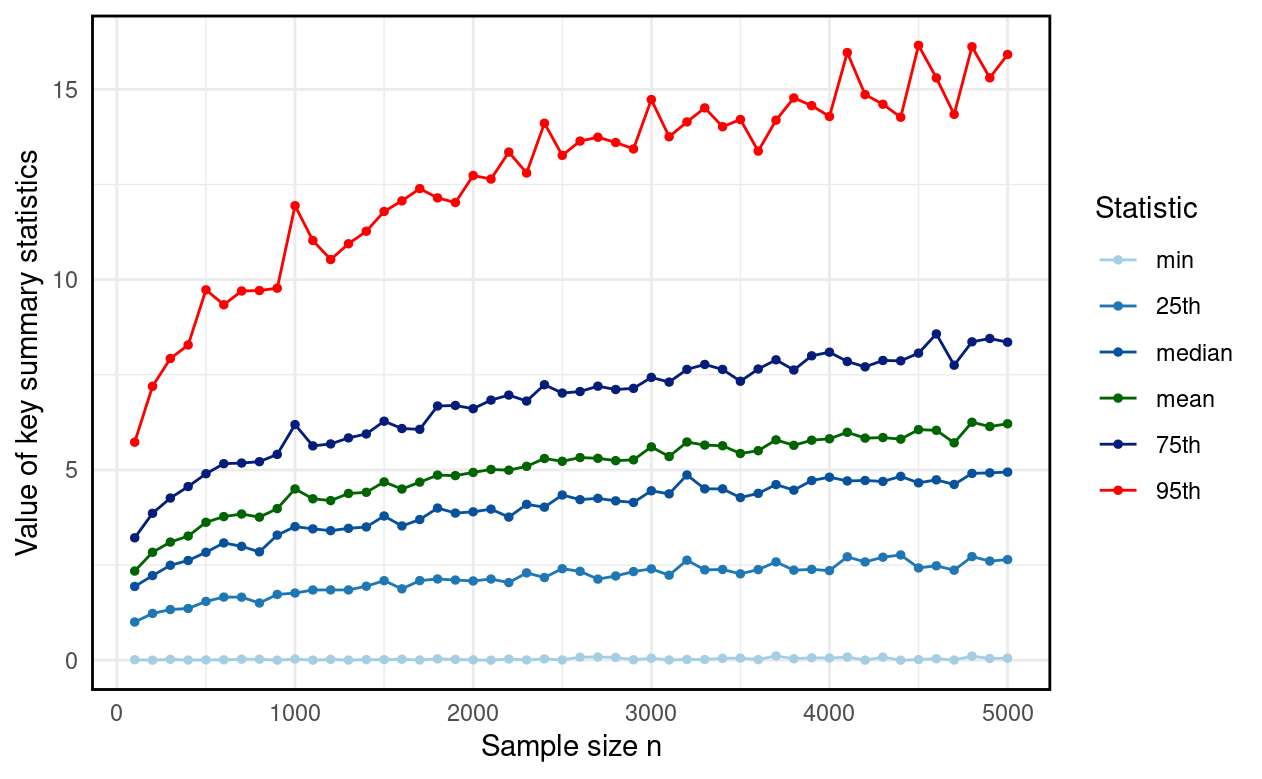 Value of key summary statistics
15
10
5
0
0 1000 2000 3000 4000 5000
Sample size n
Statistic
min
25th
median
mean
75th
95th